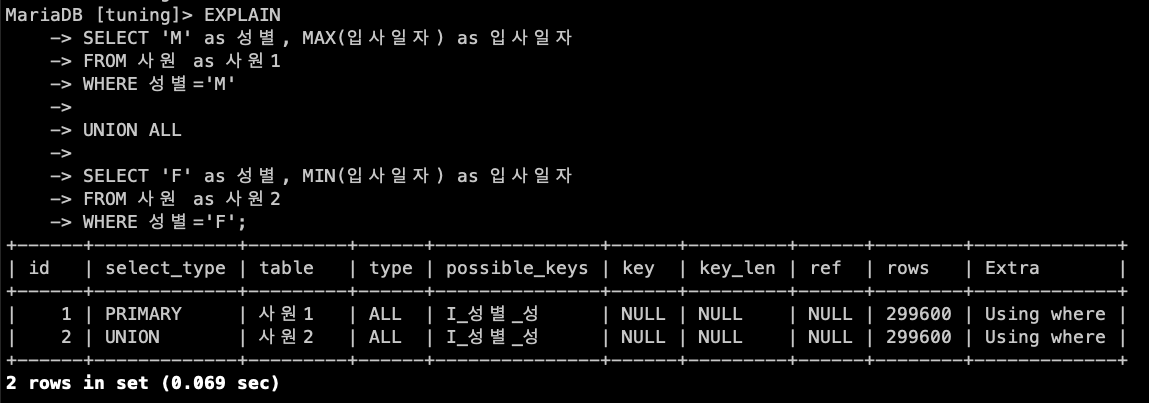 MariaDB [tuning]> EXPLAIN
    -> SELECT 'M' as 성별, MAX(입사일자) as 입사일자
    -> FROM 사원 as 사원1
    -> WHERE 성별='M'
    ->
    -> UNION ALL
    ->
    -> SELECT 'F' as 성별, MIN(입사일자) as 입사일자
    -> FROM 사원 as 사원2
    -> WHERE 성별='F';
+------+-------------+---------+------+---------------+------+---------+------+--------+-------------+
| id   | select_type | table   | type | possible_keys | key  | key_len | ref  | rows   | Extra       |
+------+-------------+---------+------+---------------+------+---------+------+--------+-------------+
|    1 | PRIMARY     | 사원1   | ALL  | I_성별_성     | NULL | NULL    | NULL | 299600 | Using where |
|    2 | UNION       | 사원2   | ALL  | I_성별_성     | NULL | NULL    | NULL | 299600 | Using where |
+------+-------------+---------+------+---------------+------+---------+------+--------+-------------+
2 rows in set (0.069 sec)